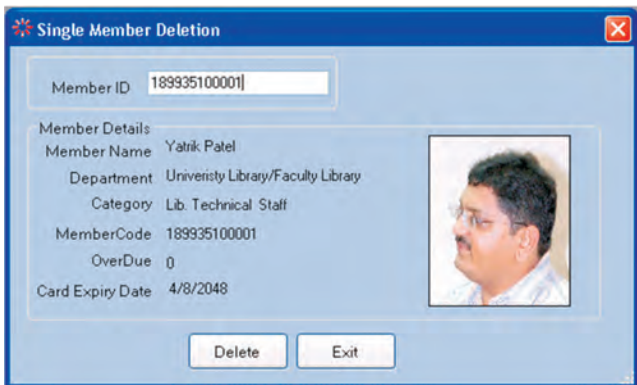 Single Member Deletion
Member ID 189935100001
Member Details
Member Name Yatrik Patel
Department Univeristy Library/Faculty Library
Category Lib. Technical Staff
MemberCode 189935100001
OverDue 0
Card Expiry Date 4/8/2048
Delete Exit